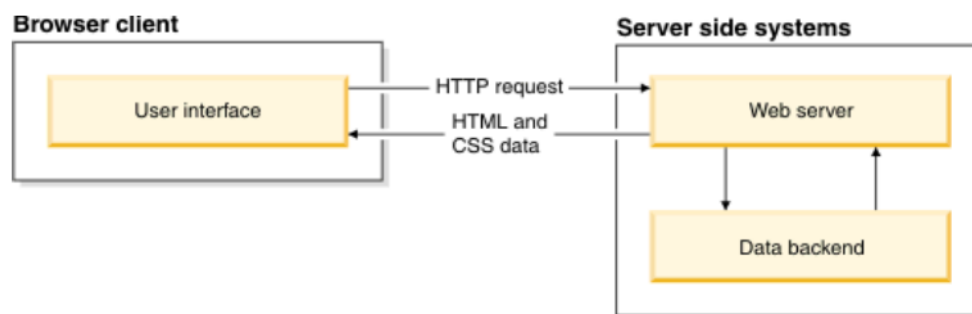 Browser client
Server side systems
User interface
HTTP request
Web server
HTML and
CSS data
Data backend